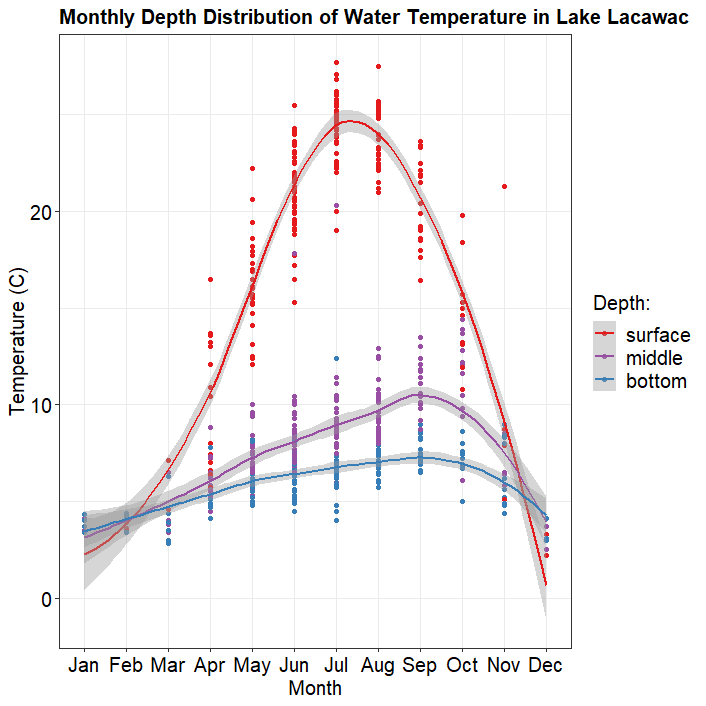 Monthly Depth Distribution of Water Temperature in Lake Lacawac
Temperature (C)
20
10
0
Jan Feb Mar Apr May Jun Jul Aug Sep Oct Nov Dec
Month
Depth:
surface
middle
bottom